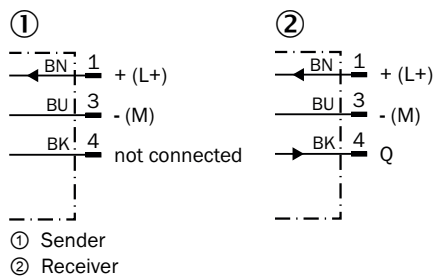 ① ②
BN 1 + (L+) BN 1 + (L+)
BU 3 - (M) BU 3 - (M)
BK 4 not connected BK 4 Q
① Sender
② Receiver